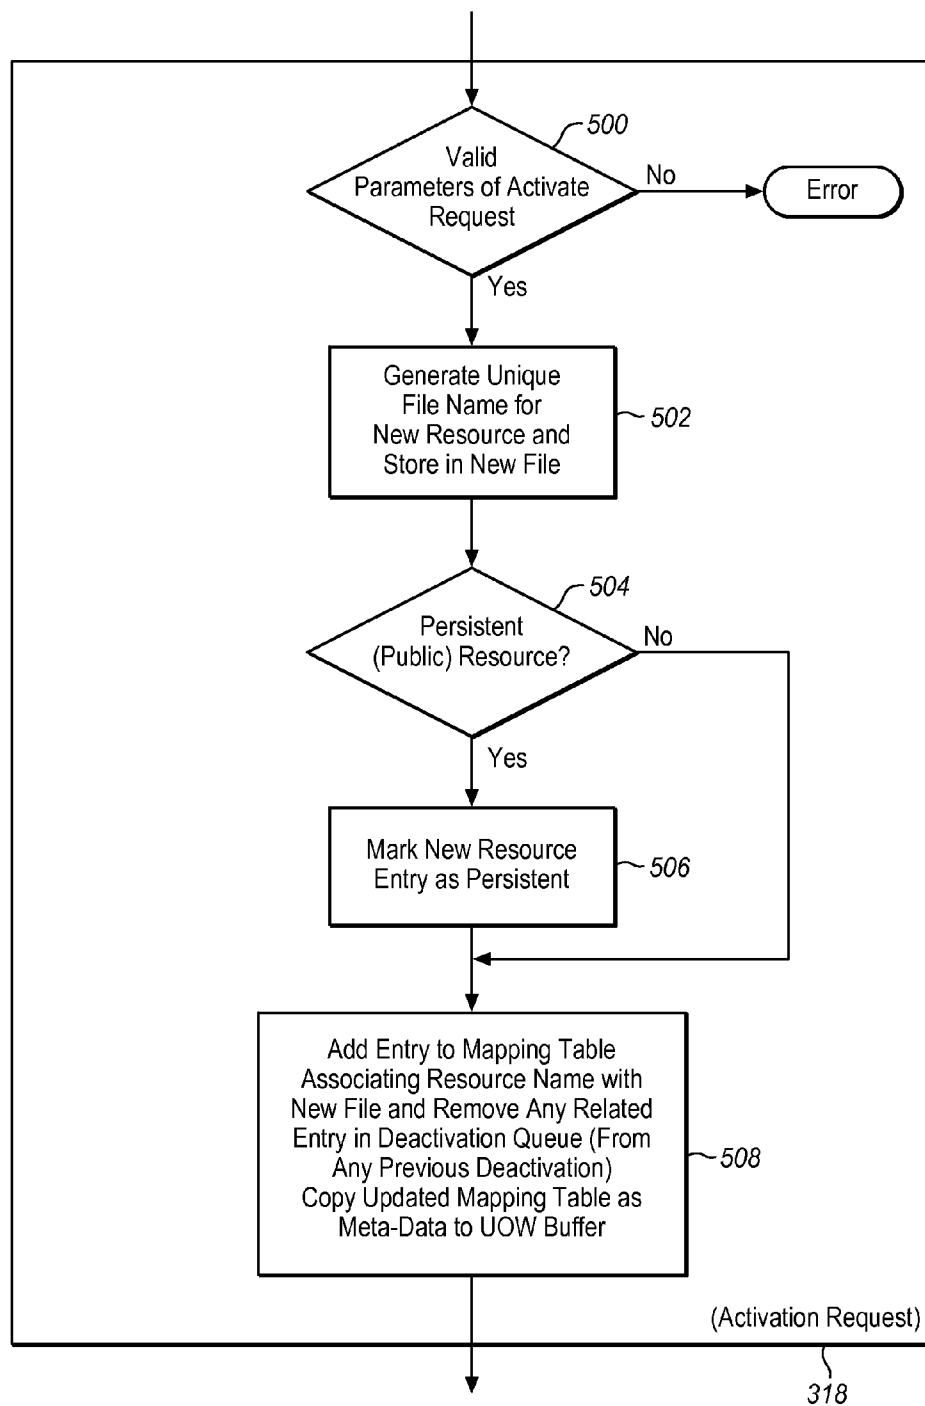 500
Valid
Parameters of Activate
Request
No
Error
Yes
Generate Unique
File Name for
New Resource and
Store in New File
502
504
Persistent
(Public) Resource?
No
Yes
Mark New Resource
Entry as Persistent
506
Add Entry to Mapping Table
Associating Resource Name with
New File and Remove Any Related
Entry in Deactivation Queue (From
Any Previous Deactivation)
Copy Updated Mapping Table as
Meta-Data to UOW Buffer
508
(Activation Request)
318